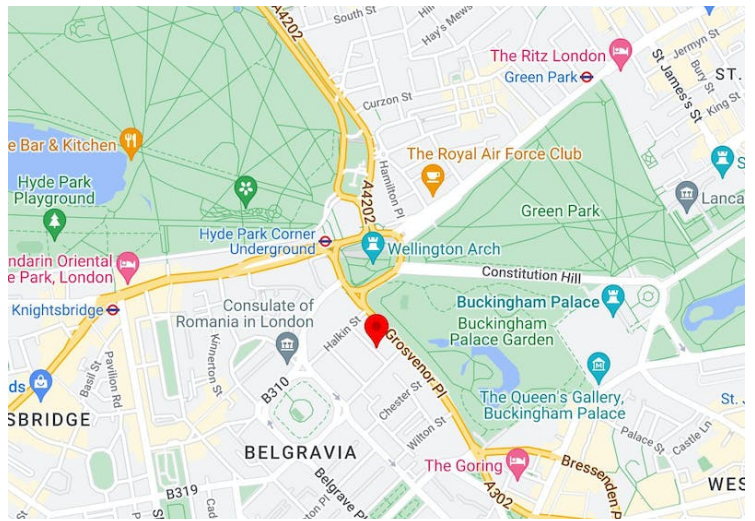 A4202
South St
Hay's Mews
The Ritz London
Green Park
Jermyn St
Bury St
St James's St
ST.
King St
Curzon St
e Bar & Kitchen
Hyde Park
Playground
The Royal Air Force Club
Hamilton Pl
A4202
Green Park
Lanca
S
Hyde Park Corner
Underground
Wellington Arch
Constitution Hill
ndarin Oriental
e Park, London
Knightsbridge
Consulate of
Romania in London
Halkin St
Grosvenor Pl
Buckingham Palace
Buckingham
Palace Garden
The Queen's Gallery,
Buckingham Palace
Kinnerton St
Pavilion Rd
Basil St
ds
SBRIDGE
B310
Chester St
Wilton St
BELGRAVIA
B319
Belgrave Pl
The Goring
A302
Bressenden P
Palace St
Castle Ln
St. J
WES